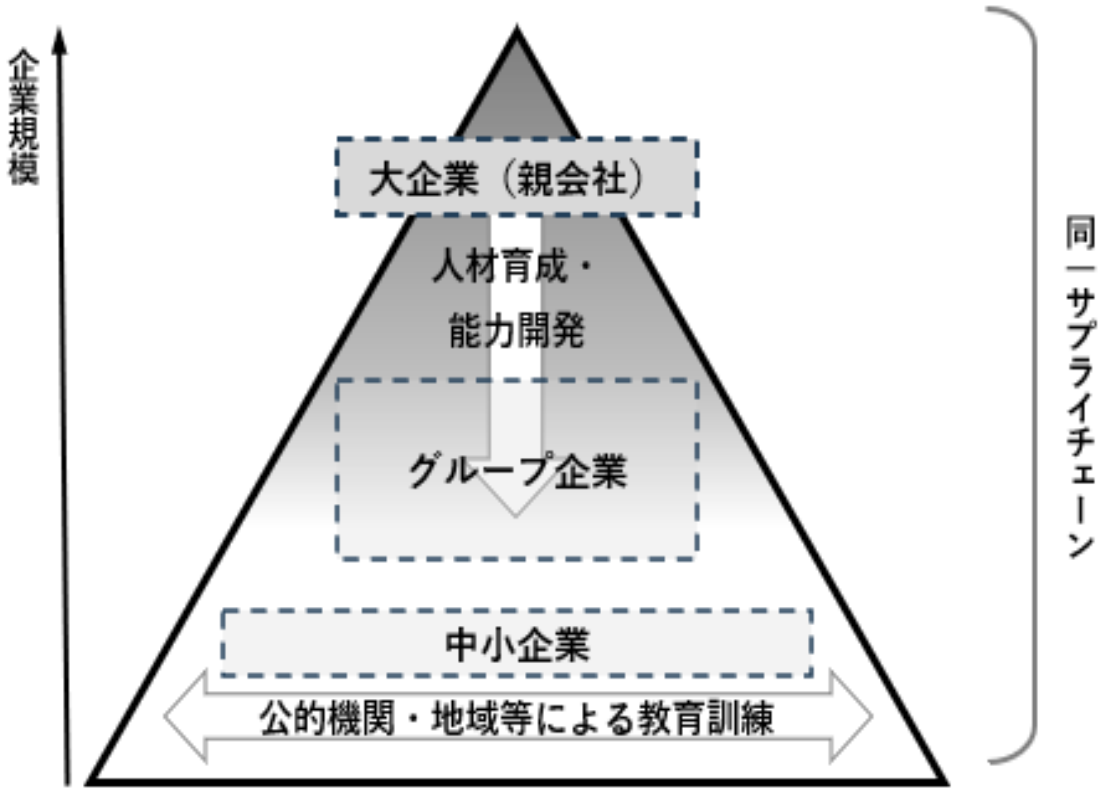 企業規模
大企業（親会社）
人材育成・
能力開発
グループ企業
中小企業
公的機関・地域等による教育訓練
同一サプライチェーン